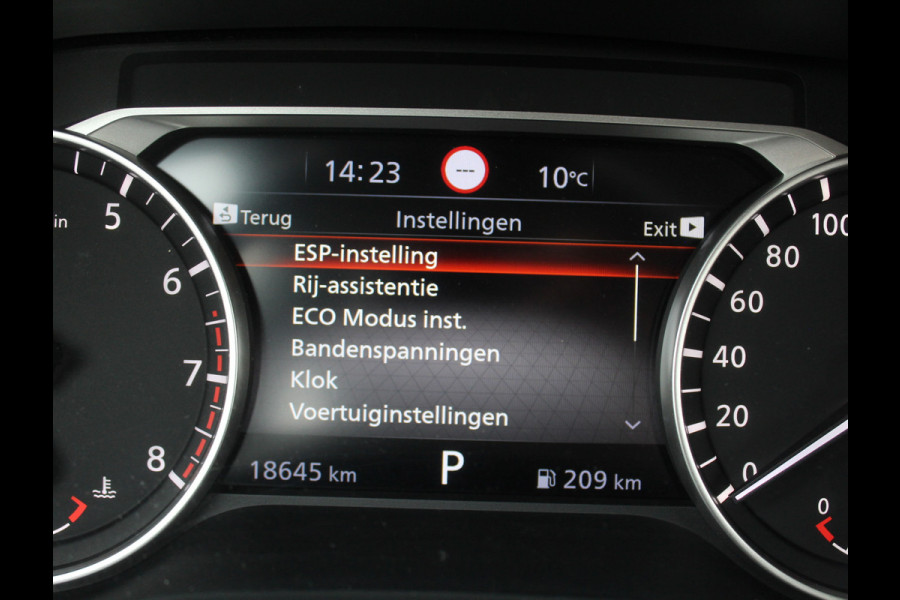 14:23 --- 10°C
Terug Instellingen Exit
ESP-instelling
Rij-assistentie
ECO Modus inst.
Bandenspanningen
Klok
Voertuiginstellingen
18645 km P 209 km
in
5
6
7
8
100
80
60
40
20
0
0